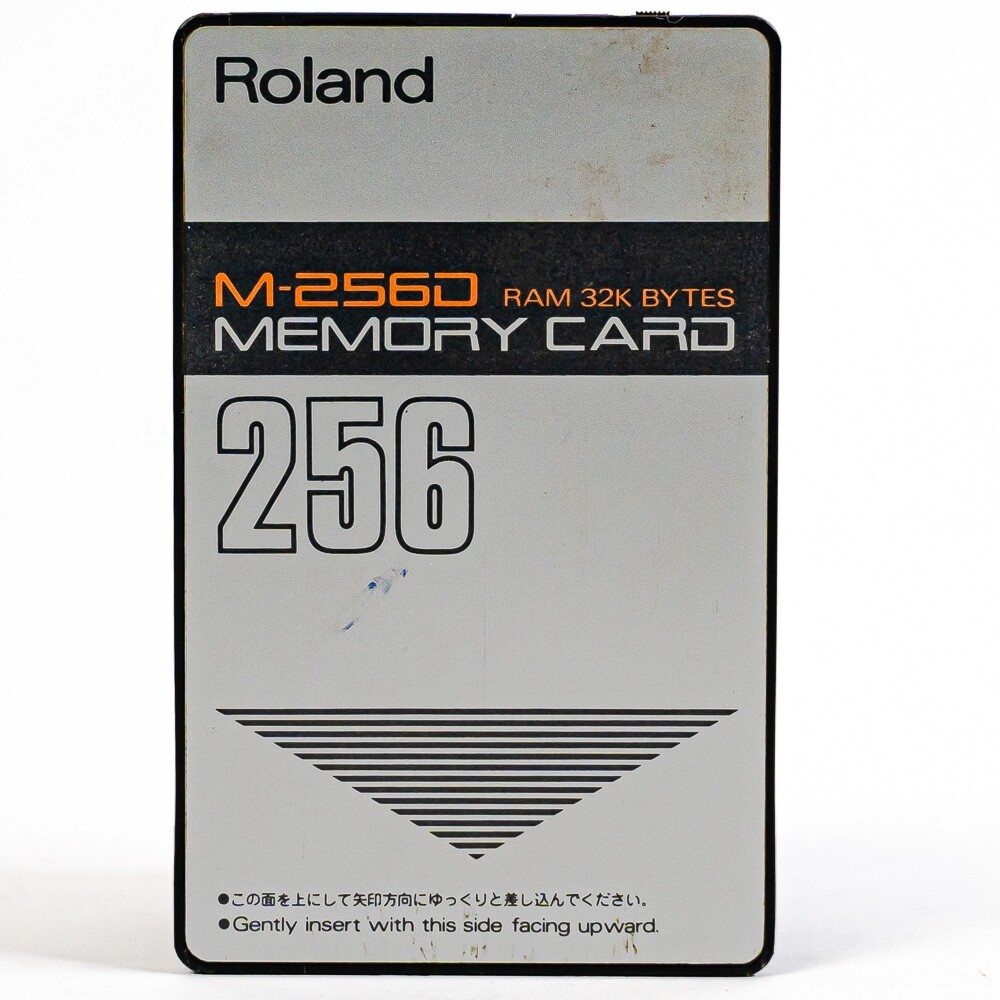 Roland
M-256D RAM 32K BYTES
MEMORY CARD
256
●この面を上にして矢印方向にゆっくりと差し込んでください。
●Gently insert with this side facing upward.